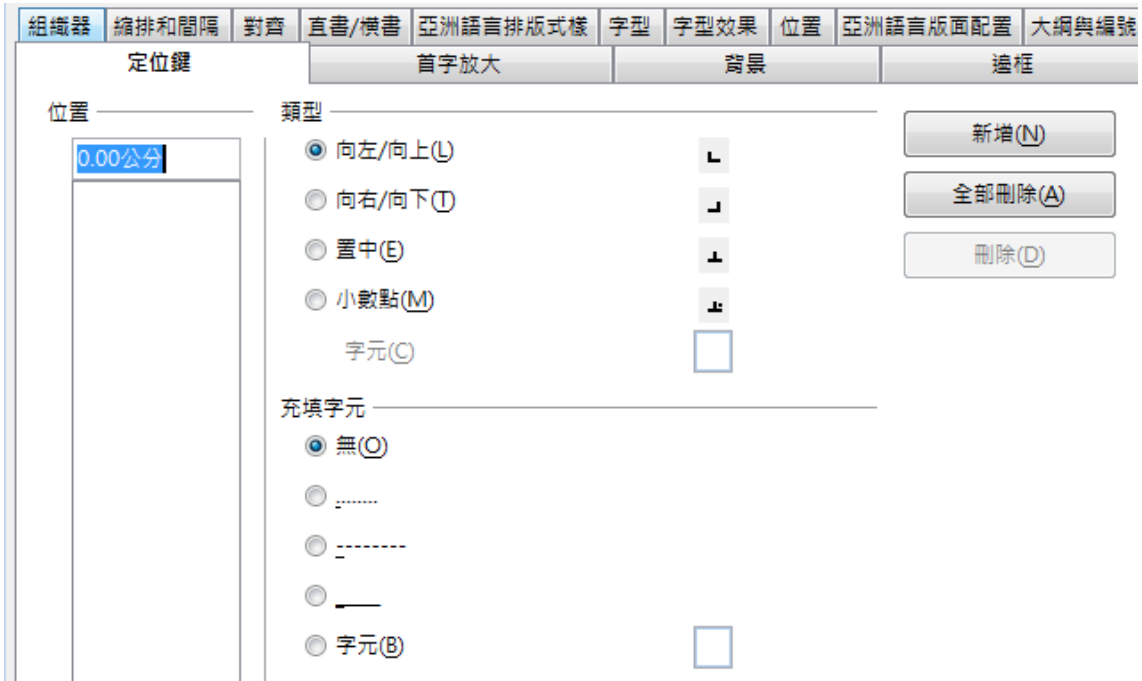 組織器 縮排和間隔 對齊 直書/橫書 亞洲語言排版式樣 字型 字型效果 位置 亞洲語言版面配置 大綱與編號
定位鍵 首字放大 背景 邊框
位置
0.00公分
類型
向左/向上(L)
向右/向下(T)
置中(E)
小數點(M)
字元(C)
充填字元
無(O)
........
--------
____
字元(B)
新增(N)
全部刪除(A)
刪除(D)